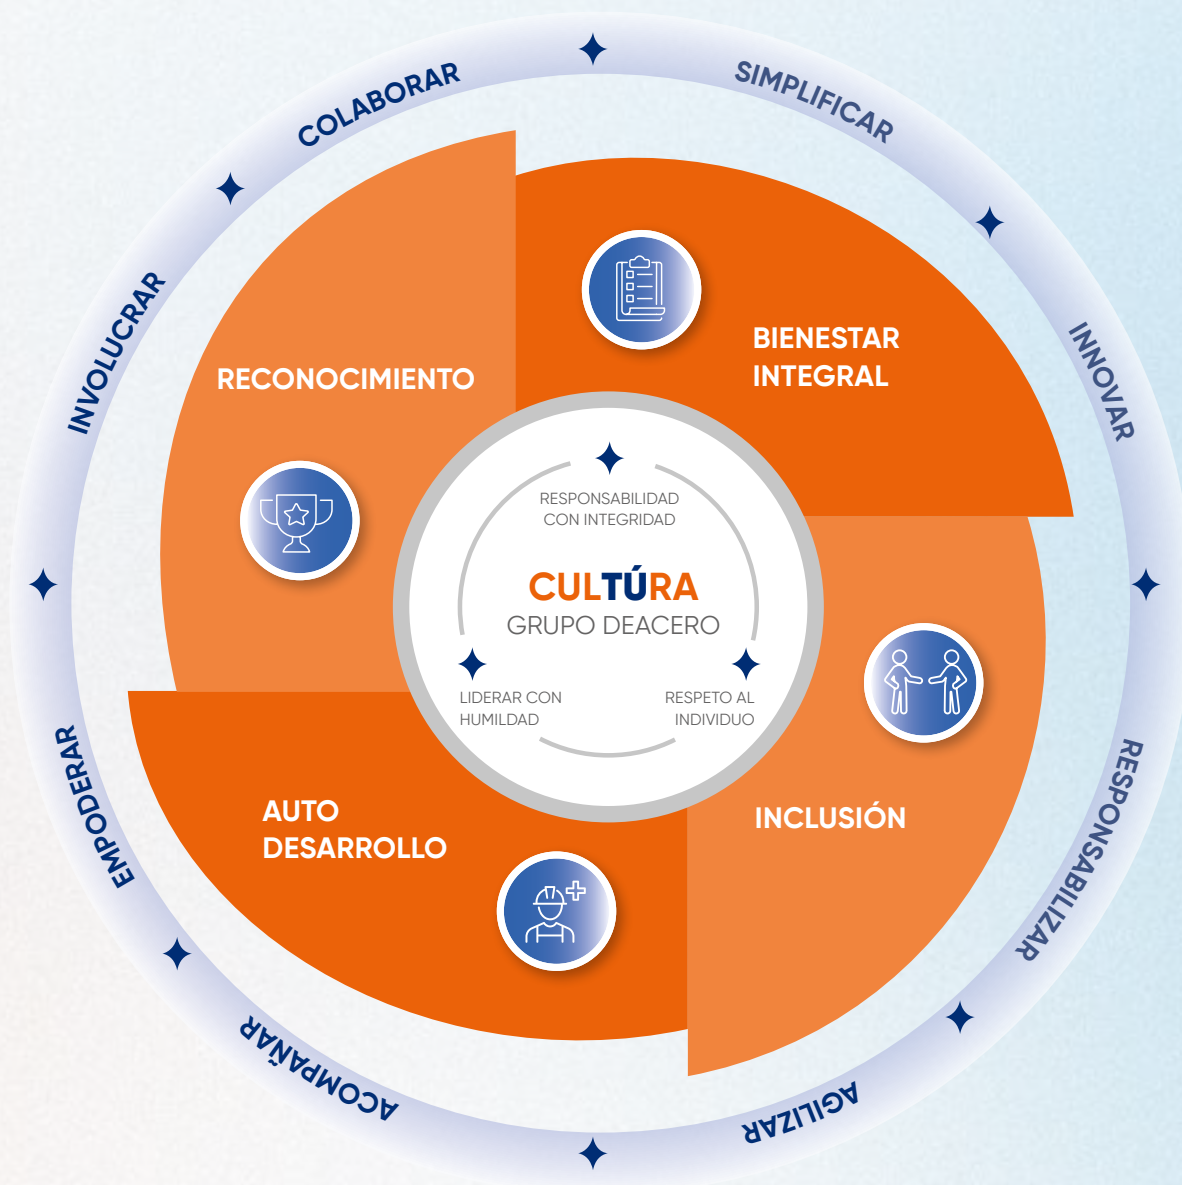 COLABORAR
SIMPLIFICAR
INNOVAR
RESPONSABILIZAR
AGILIZAR
ACOMPAÑAR
EMPODERAR
INVOLUCRAR
RECONOCIMIENTO
BIENESTAR
INTEGRAL
RESPONSABILIDAD
CON INTEGRIDAD
CULTÚRA
GRUPO DEACERO
LIDERAR CON
HUMILDAD
RESPETO AL
INDIVIDUO
AUTO
DESARROLLO
INCLUSIÓN